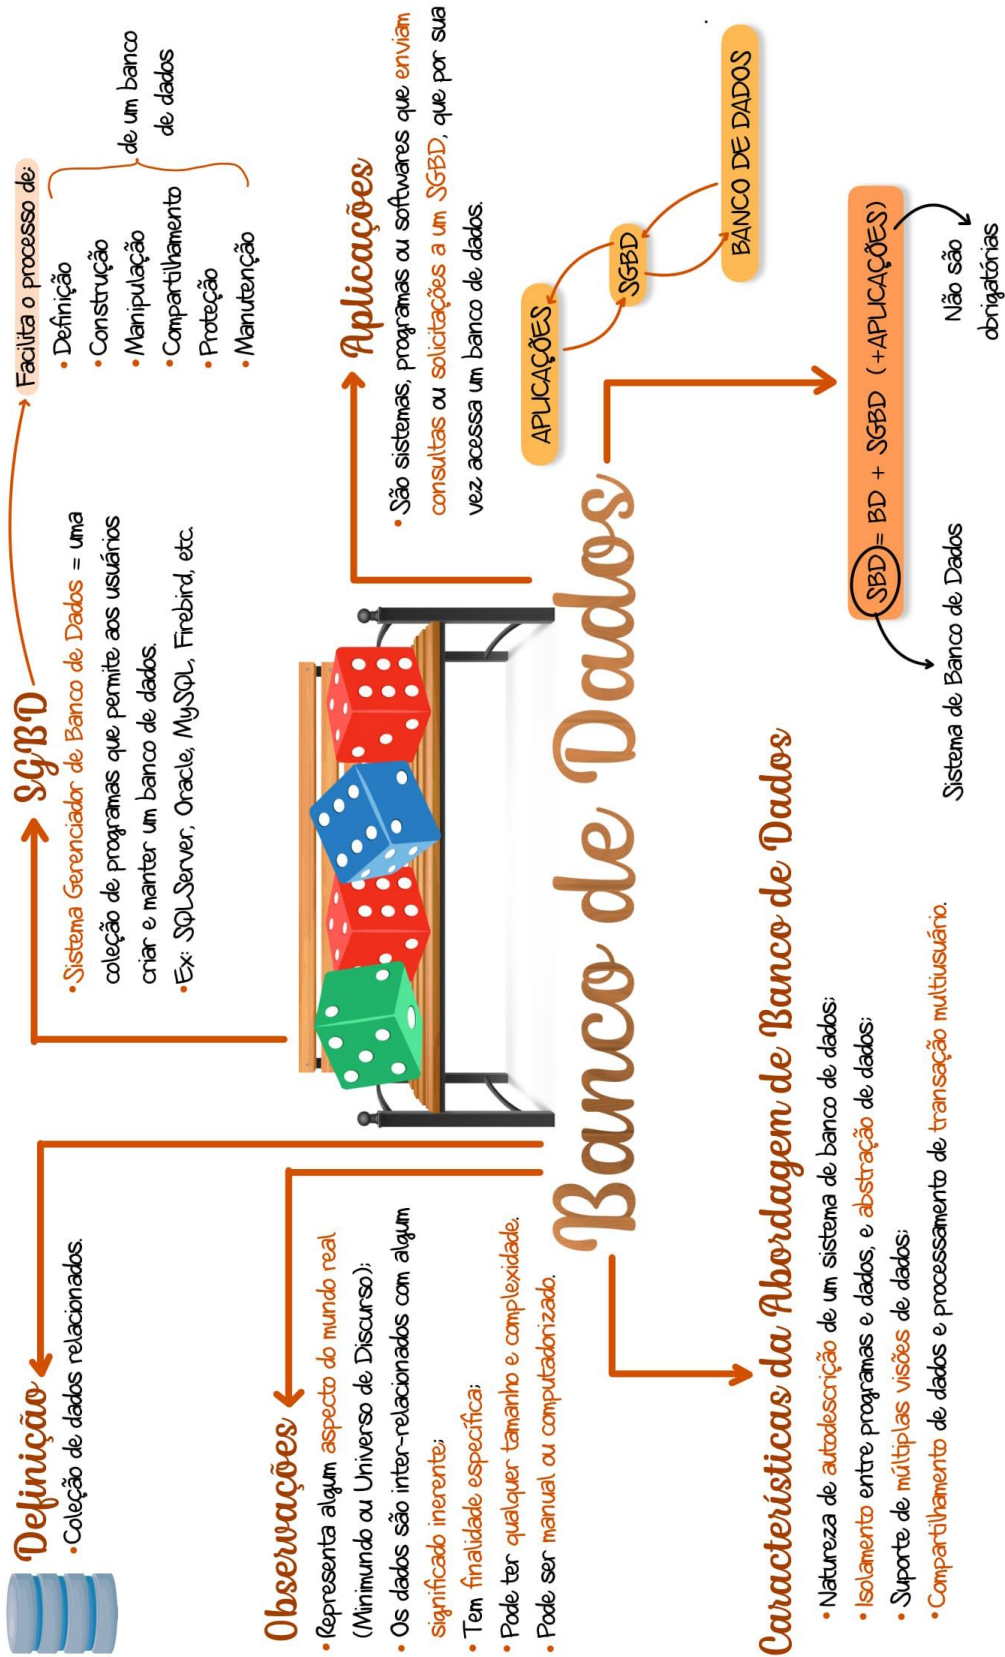 Definição
• Coleção de dados relacionados.
Observações
• Representa algum aspecto do mundo real
(Minimundo ou Universo de Discurso);
• Os dados são inter-relacionados com algum
significado inerente;
• Tem finalidade específica;
• Pode ter qualquer tamanho e complexidade.
• Pode ser manual ou computadorizado.
SGBD
• Sistema Gerenciador de Banco de Dados = uma
coleção de programas que permite aos usuários
criar e manter um banco de dados.
• Ex: SQLServer, Oracle, MySQL, Firebird, etc.
Facilita o processo de:
• Definição
• Construção
• Manipulação
• Compartilhamento
• Proteção
• Manutenção
de um banco
de dados
Aplicações
• São sistemas, programas ou softwares que enviam
consultas ou solicitações a um SGBD, que por sua
vez acessa um banco de dados.
APLICAÇÕES
SGBD
BANCO DE DADOS
Banco de Dados
Características da Abordagem de Banco de Dados
• Natureza de autodescrição de um sistema de banco de dados;
• Isolamento entre programas e dados, e abstração de dados;
• Suporte de múltiplas visões de dados;
• Compartilhamento de dados e processamento de transação multiusuário.
SBD = BD + SGBD (+APLICAÇÕES)
Sistema de Banco de Dados
Não são
obrigatórias